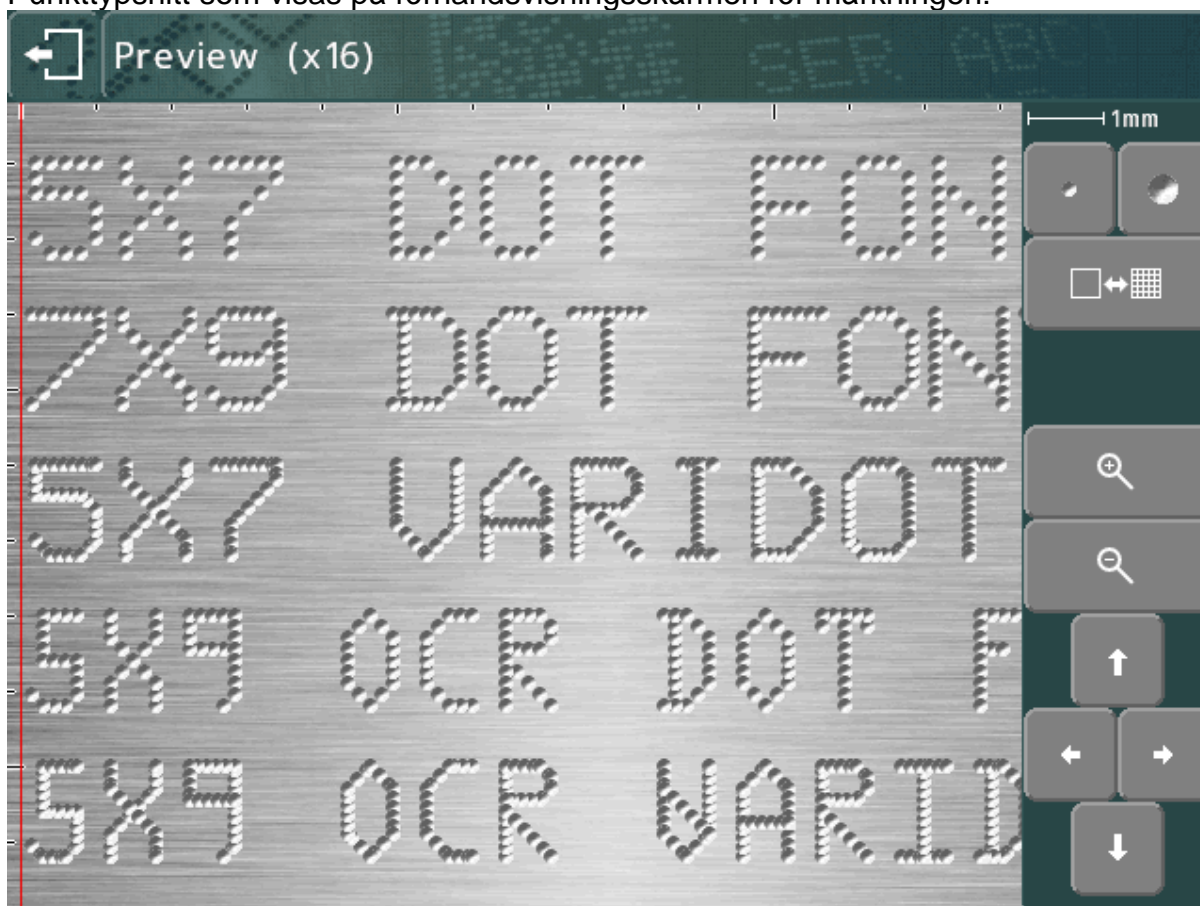 Punkttypsnitt som visas på förhandsvisningsskärmen för märkningen.
Preview (x16)
1mm
5X7 DOT FON
7X9 DOT FON
5X7 VARIDOT
5X9 OCR DOT F
5X9 OCR VARID